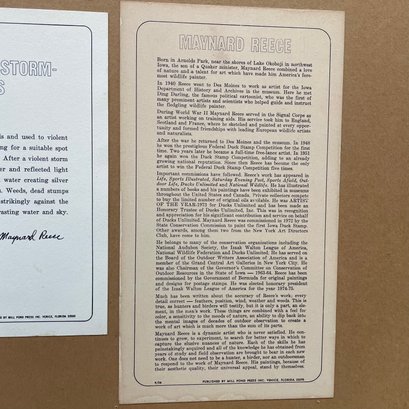 STORM-
S
ls and used to violent
ng for a suitable spot
After a violent storm
er and reflected light
water creating silver
n. Weeds, dead stumps
strikingly against the
rasting water and sky.
Maynard Reece
BY MILL POND PRESS INC. VENICE, FLORIDA
MAYNARD REECE
Born in Arnolds Park, near the shores of Lake Okoboji in northwest
Iowa, the son of a Quaker minister, Maynard Reece combined a love
of nature and a talent for art which have made him America's fore-
most wildlife painter.
In 1940 Reece went to Des Moines to work as artist for the Iowa
Department of History and Archives in the museum. Here he met
Ding Darling, the famous political cartoonist, who was the first of
many prominent artists and scientists who helped guide and instruct
the fledgling wildlife painter.
During World War II Maynard Reece served in the Signal Corps as
an artist working on training aids. His service took him to England,
Scotland and France, where he sketched and painted at every oppor-
tunity and formed friendships with leading European wildlife artists
and naturalists.
After the war he returned to Des Moines and the museum. In 1948
he won the prestigious Federal Duck Stamp Competition for the first
time. Two years later he became a full-time free-lance artist. In 1951
he again won the Duck Stamp Competition, adding to an already
growing national reputation. Since then he has become the only
artist to win the Federal Duck Stamp Competition
Important commissions have followed. Reece's work has appeared in
Life, Sports Illustrated, Saturday Evening Post, Sports Afield, Out-
door Life, Ducks Unlimited and National Wildlife. He has illustrated
a number of books and his paintings have been exhibited in museums
throughout the United States and Canada. Private collectors
to buy the limited number of original oils available. He was ARTIST
OF THE YEAR-1973 for Ducks Unlimited and has been made an
Honorary Trustee of Ducks Unlimited, Inc. This honor
and appreciation for his significant contribution and service on behalf
of Ducks Unlimited. Maynard Reece was commissioned in 1972 by the
State Conservation Commission to paint the first Iowa Duck Stamp.
Other awards, among them two from the New York Art Directors
Club, have come to him.
He belongs to many of the conservation organizations including the
National Audubon Society, the Izaak Walton League of America,
National Wildlife Federation and Ducks Unlimited. He has served on
the Board of the Outdoor Writers Association of America and is a
member of the Grand Central Art Galleries in New York City. He
was also Chairman of the Governor's Committee on Conservation of
Outdoor Resources in the State of Iowa — 1963-64. Reece has been
commissioned by the Government of Bermuda for original paintings
and designs for postage stamps. He was elected honorary president
of the Izaak Walton League of America for the year 1974-75.
Much has been written about the accuracy of Reece's work, every
detail correct — feathers, position, wind, weather and woods. This is
true, as hunters and birders will testify, but it is only a part, an ele-
ment, in the man's work. These things are combined with a feel for
color, a sensitivity to the moods of nature, an ability to dip back into
the mental images of decades of outdoor observation to create a
work of art which is much more than the sum of its parts.
Maynard Reece is a dynamic artist who is never satisfied. He con-
tinues to grow, to experiment, to search for better ways in which to
capture the elusive nuances of nature. Each of the skills he has
painstakingly acquired and all of the knowledge he has obtained from
years of study and field observation are brought to bear in each new
work. One does not need to be a hunter, a birder, nor an outdoorsman
to respond to the work of Maynard Reece. His paintings, because of
their aesthetic quality, their universal appeal, stand by themselves.
PUBLISHED BY MILL POND PRESS INC. VENICE, FLORIDA